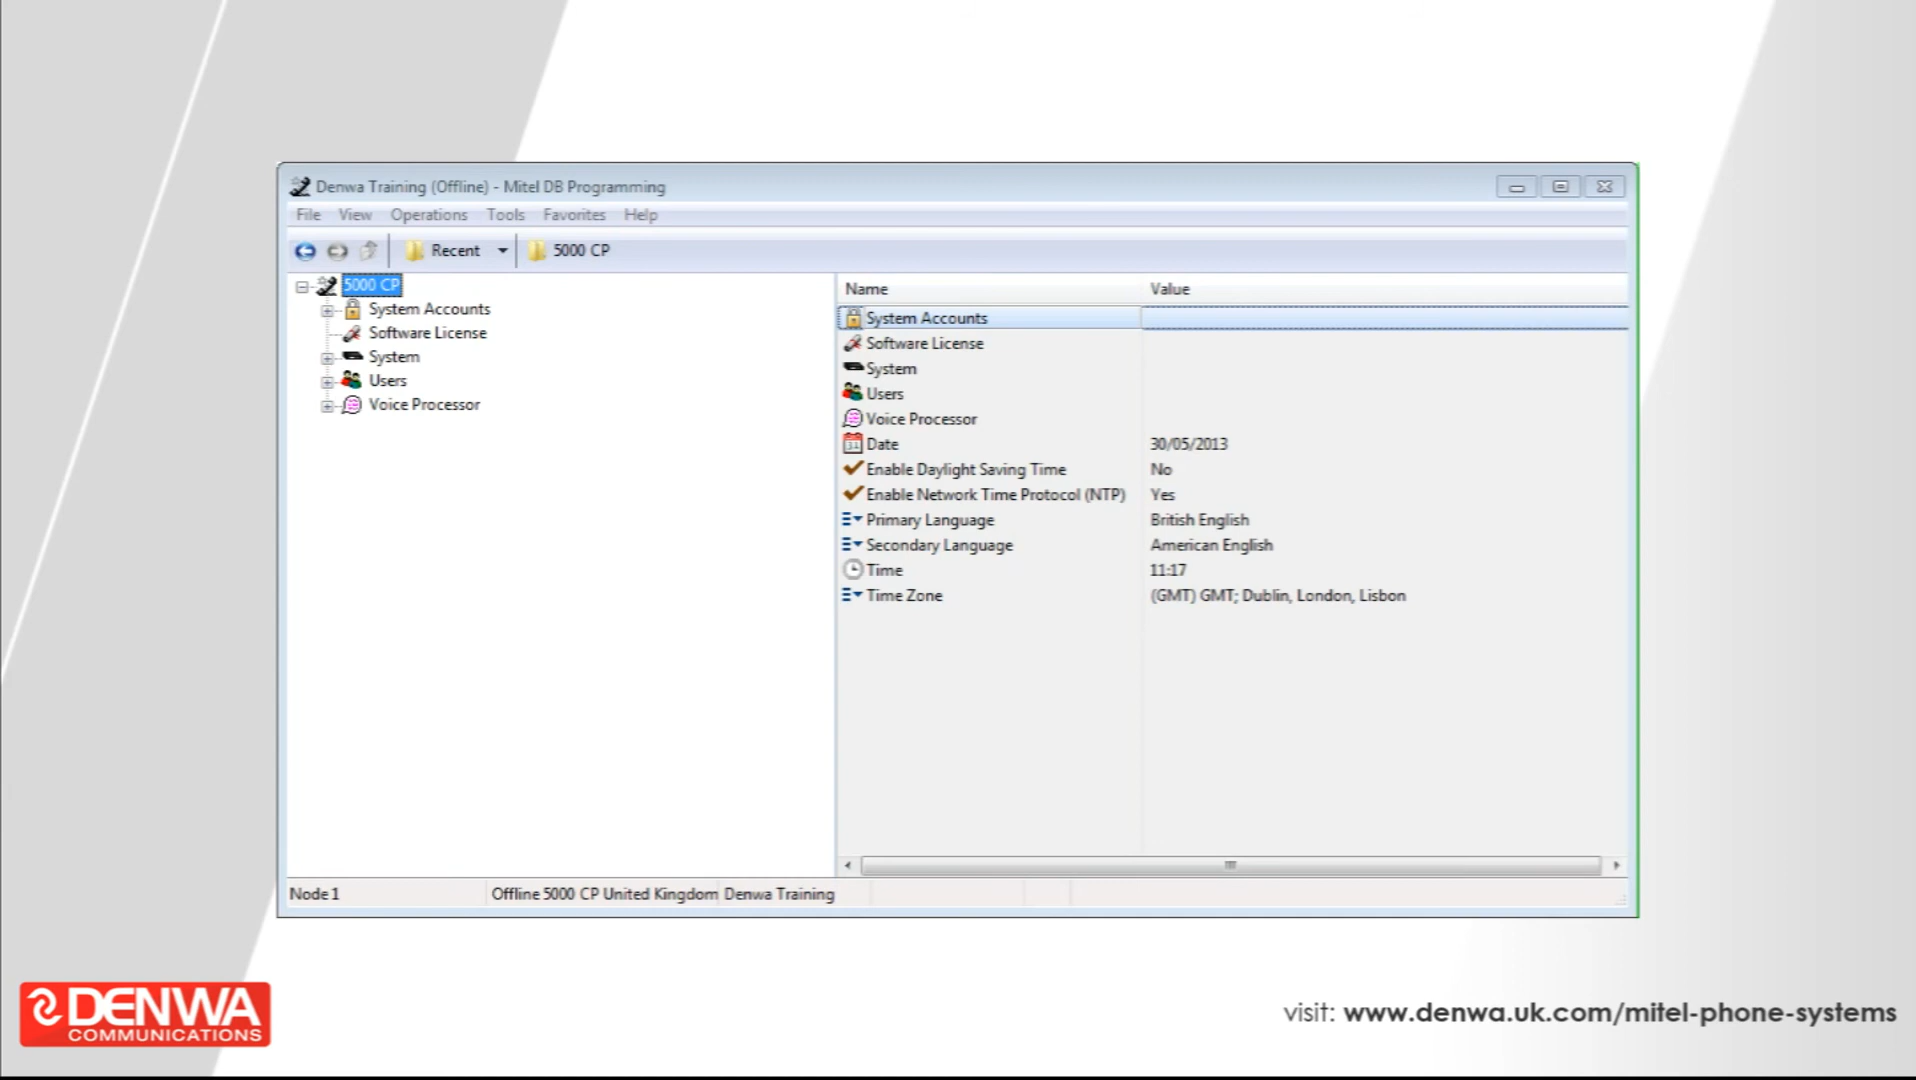 Denwa Training (Offline) - Mitel DB Programming
File View Operations Tools Favorites Help
Recent 5000 CP
5000 CP
System Accounts
Software License
System
Users
Voice Processor
Name Value
System Accounts
Software License
System
Users
Voice Processor
Date 30/05/2013
Enable Daylight Saving Time No
Enable Network Time Protocol (NTP) Yes
Primary Language British English
Secondary Language American English
Time 11:17
Time Zone (GMT) GMT; Dublin, London, Lisbon
Node 1 Offline 5000 CP United Kingdom Denwa Training
DENWA
COMMUNICATIONS
visit: www.denwa.uk.com/mitel-phone-systems